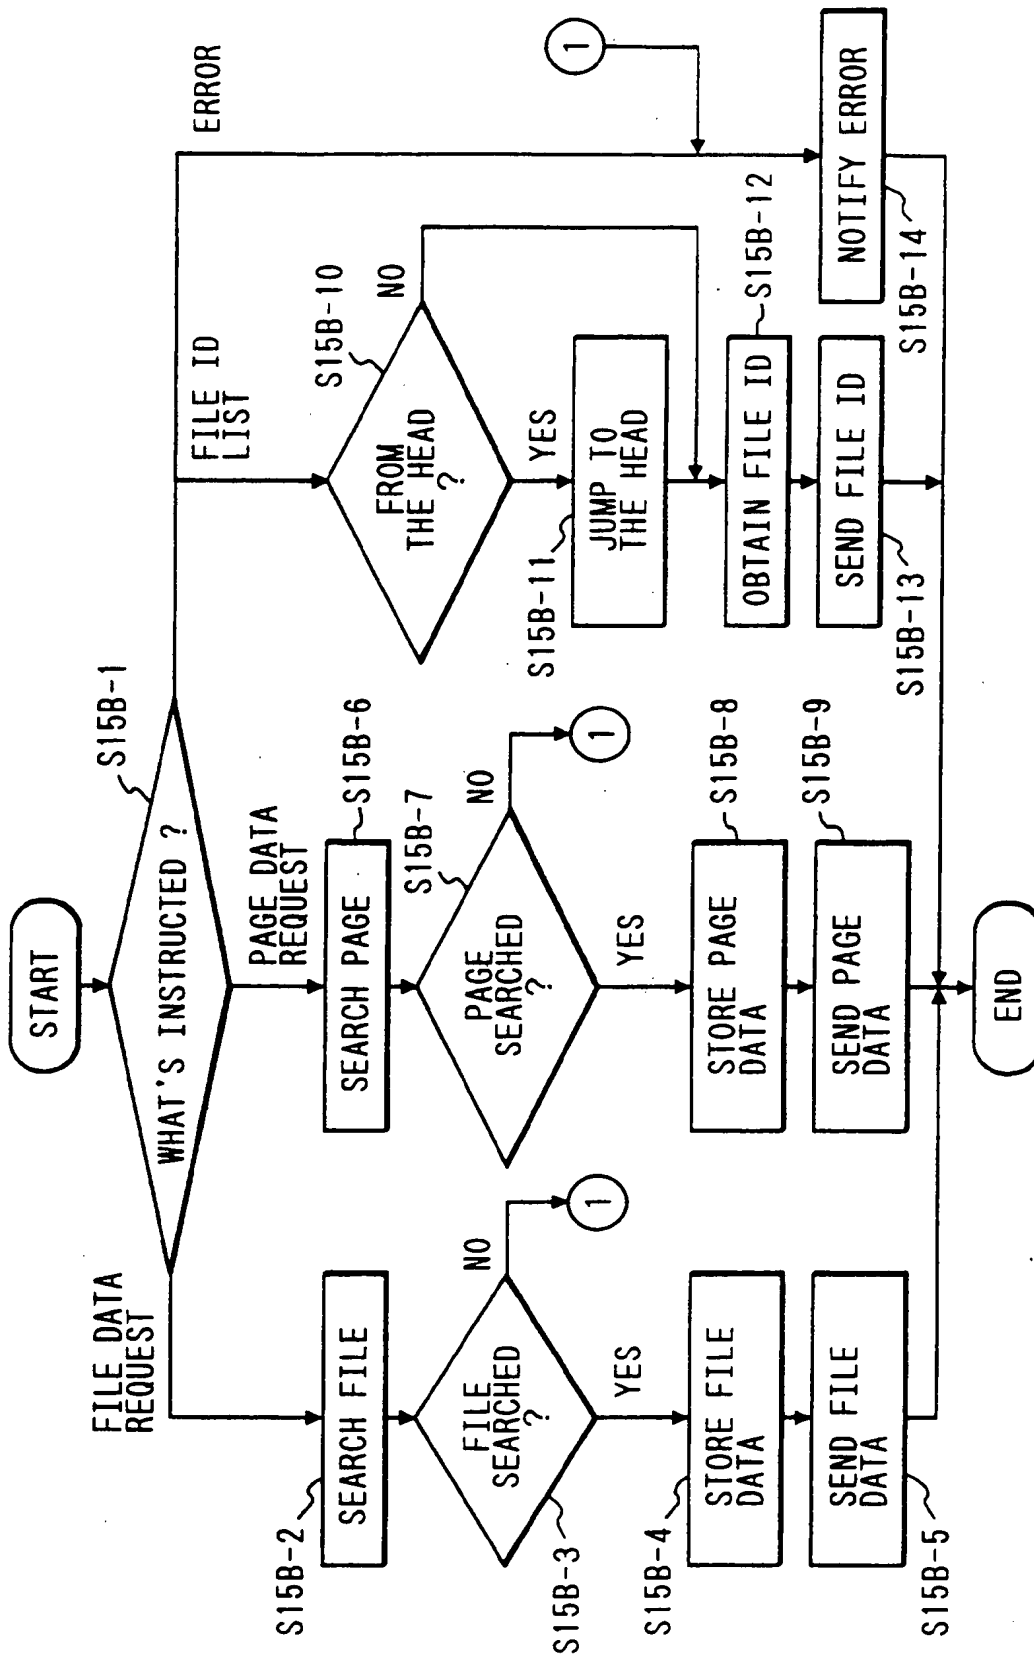 START
WHAT'S INSTRUCTED ?
S15B-1
FILE DATA
REQUEST
SEARCH FILE
S15B-2
FILE
SEARCHED
?
S15B-3
NO
1
YES
STORE FILE
DATA
S15B-4
SEND FILE
DATA
S15B-5
PAGE DATA
REQUEST
SEARCH PAGE
S15B-6
PAGE
SEARCHED
?
S15B-7
NO
1
YES
STORE PAGE
DATA
S15B-8
SEND PAGE
DATA
S15B-9
FILE ID
LIST
FROM
THE HEAD
?
S15B-10
NO
YES
JUMP TO
THE HEAD
S15B-11
OBTAIN FILE ID
S15B-12
SEND FILE ID
S15B-13
ERROR
1
NOTIFY ERROR
S15B-14
END